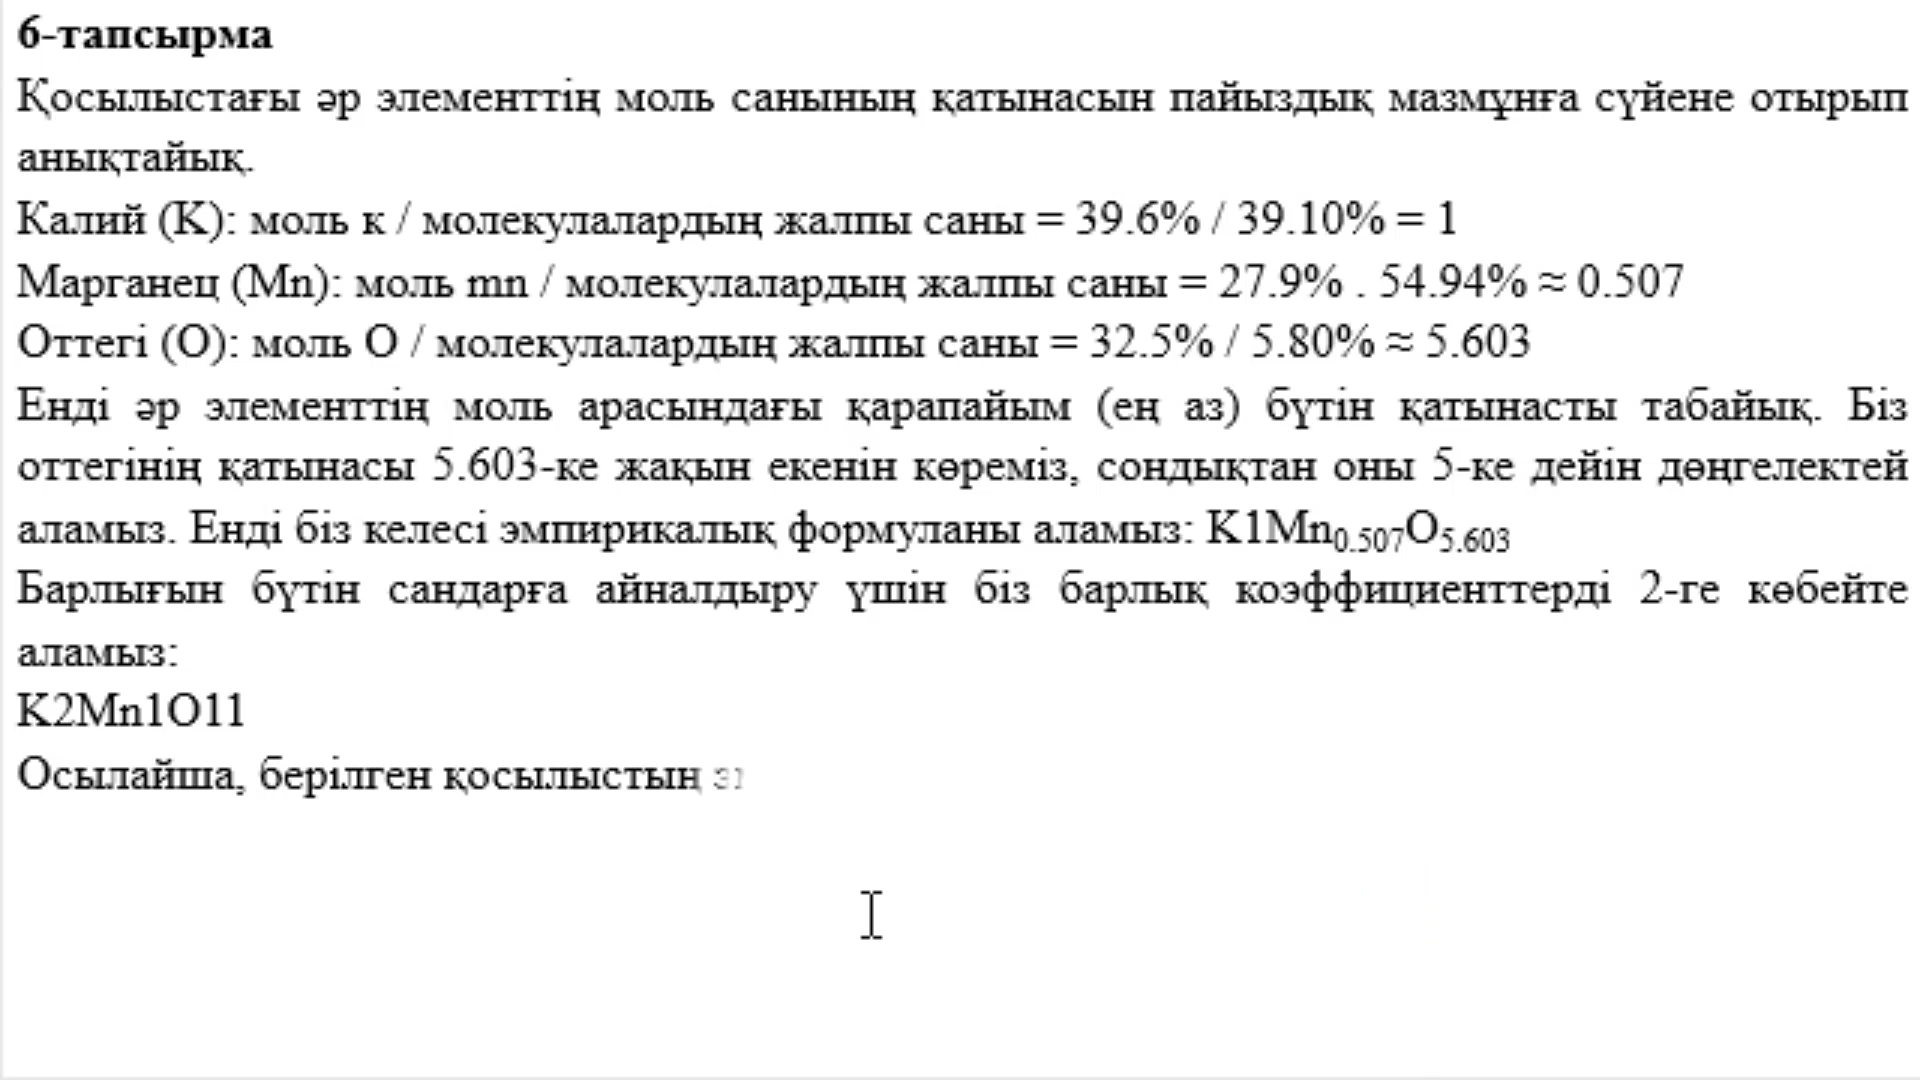 6-тапсырма
Қосылыстағы әр элементтің моль санының қатынасын пайыздық мазмұнға сүйене отырып
анықтайық.
Калий (K): моль к / молекулалардың жалпы саны = 39.6% / 39.10% = 1
Марганец (Mn): моль mn / молекулалардың жалпы саны = 27.9% . 54.94% ≈ 0.507
Оттегі (O): моль O / молекулалардың жалпы саны = 32.5% / 5.80% ≈ 5.603
Енді әр элементтің моль арасындағы қарапайым (ең аз) бүтін қатынасты табайық. Біз
оттегінің қатынасы 5.603-ке жақын екенін көреміз, сондықтан оны 5-ке дейін дөңгелектей
аламыз. Енді біз келесі эмпирикалық формуланы аламыз: K1Mn₀.₅₀₇O₅.₆₀₃
Барлығын бүтін сандарға айналдыру үшін біз барлық коэффициенттерді 2-ге көбейте
аламыз:
K2Mn1O11
Осылайша, берілген қосылыстың